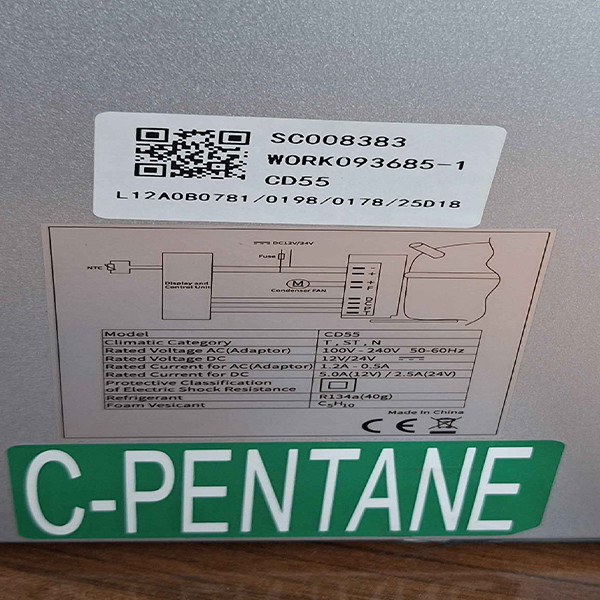 SC008383
WORK093685-1
CD55
L12A0B0781/0198/0178/25D18
DC12V/24V
Fuse
NTC
Display and
Control Unit
M
Condenser FAN
- + + F D C P T
Model CD55
Climatic Category T , ST , N
Rated Voltage AC(Adaptor) 100V - 240V 50-60Hz
Rated Voltage DC 12V/24V
Rated Current for AC(Adaptor) 1.2A - 0.5A
Rated Current for DC 5.0A(12V) / 2.5A(24V)
Protective Classification
of Electric Shock Resistance
Refrigerant R134a(40g)
Foam Vesicant C₅H₁₀
Made In China
CE
C-PENTANE